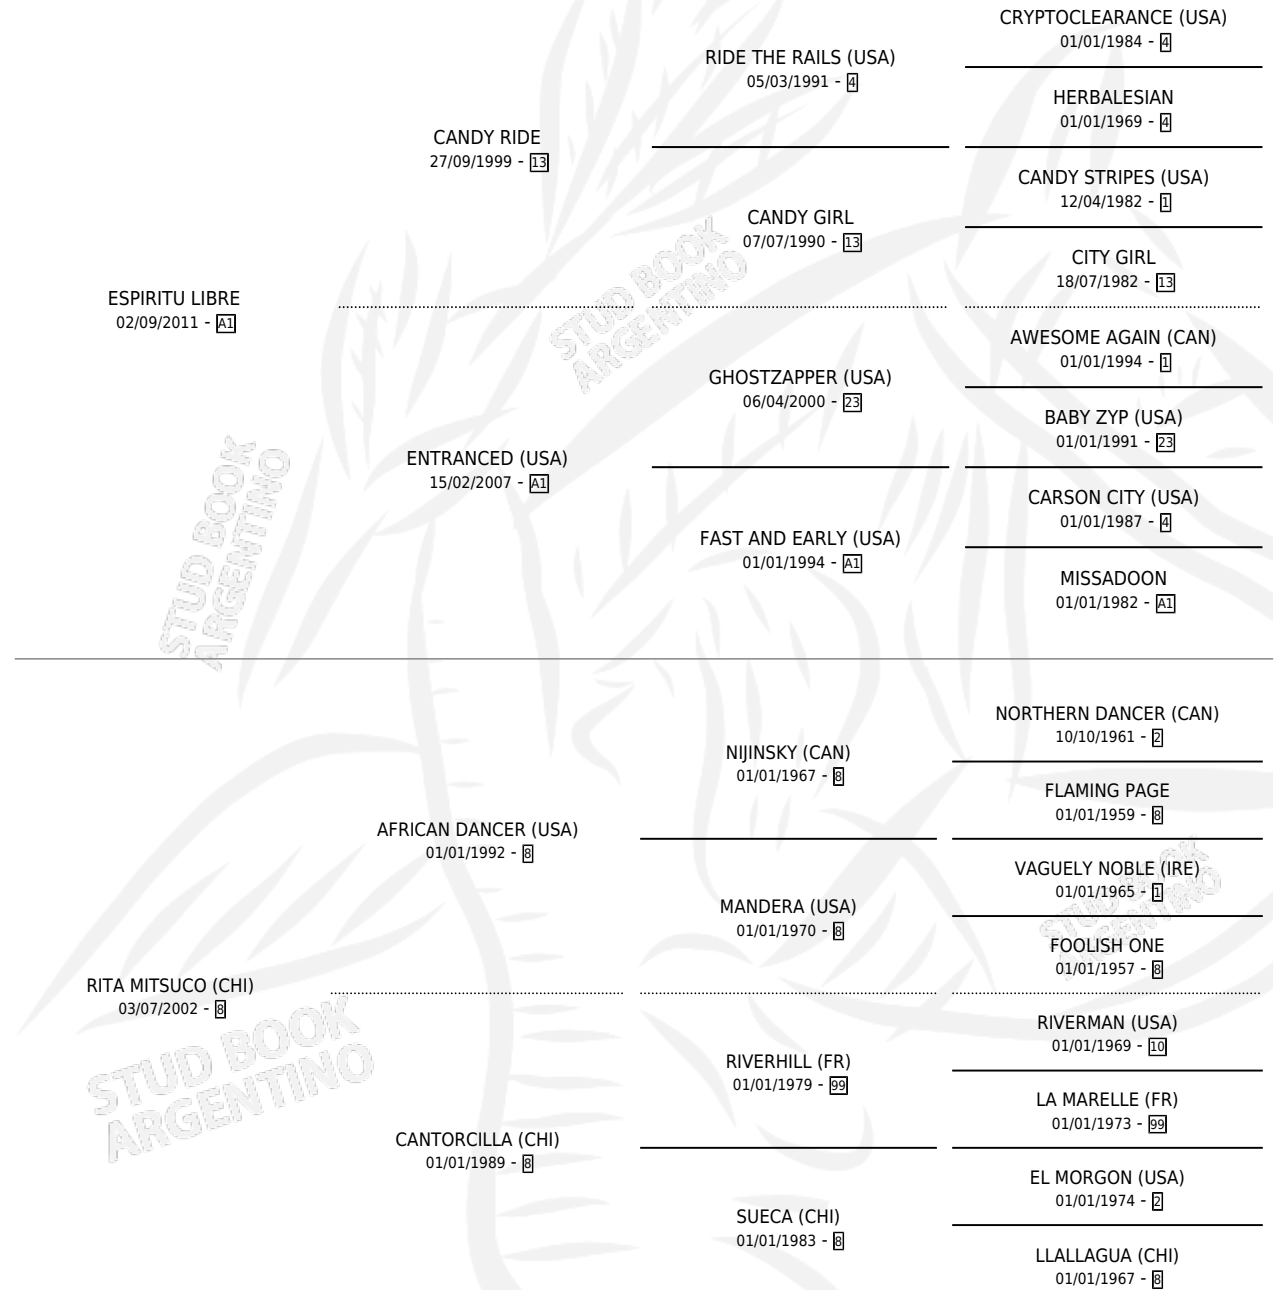 CRYPTOCLEARANCE (USA)
01/01/1984 - 4
RIDE THE RAILS (USA)
05/03/1991 - 4
HERBALESIAN
01/01/1969 - 4
CANDY RIDE
27/09/1999 - 13
CANDY STRIPES (USA)
12/04/1982 - 1
CANDY GIRL
07/07/1990 - 13
CITY GIRL
18/07/1982 - 13
ESPIRITU LIBRE
02/09/2011 - A1
STUD BOOK
ARGENTINO
AWESOME AGAIN (CAN)
01/01/1994 - 1
GHOSTZAPPER (USA)
06/04/2000 - 23
BABY ZYP (USA)
01/01/1991 - 23
ENTRANCED (USA)
15/02/2007 - A1
CARSON CITY (USA)
01/01/1987 - 4
FAST AND EARLY (USA)
01/01/1994 - A1
MISSADOON
01/01/1982 - A1
STUD BOOK
ARGENTINO
NORTHERN DANCER (CAN)
10/10/1961 - 2
NIJINSKY (CAN)
01/01/1967 - 8
FLAMING PAGE
01/01/1959 - 8
AFRICAN DANCER (USA)
01/01/1992 - 8
VAGUELY NOBLE (IRE)
01/01/1965 - 1
MANDERA (USA)
01/01/1970 - 8
STUD BOOK
ARGENTINO
FOOLISH ONE
01/01/1957 - 8
RITA MITSUCO (CHI)
03/07/2002 - 8
STUD BOOK
ARGENTINO
RIVERMAN (USA)
01/01/1969 - 10
RIVERHILL (FR)
01/01/1979 - 99
LA MARELLE (FR)
01/01/1973 - 99
CANTORCILLA (CHI)
01/01/1989 - 8
EL MORGON (USA)
01/01/1974 - 2
SUECA (CHI)
01/01/1983 - 8
LLALLAGUA (CHI)
01/01/1967 - 8